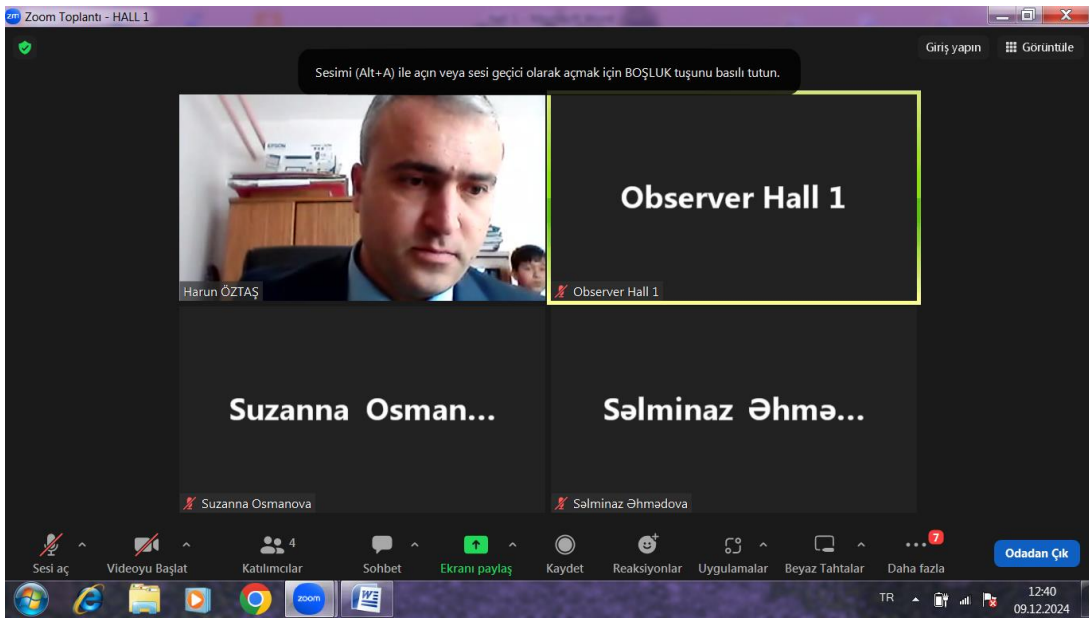 Zoom Toplantı - HALL 1
Giriş yapın
Görüntüle
Sesimi (Alt+A) ile açın veya sesi geçici olarak açmak için BOŞLUK tuşunu basılı tutun.
Observer Hall 1
Harun ÖZTAŞ
Observer Hall 1
Suzanna Osman...
Səlminaz Əhmə...
Suzanna Osmanova
Səlminaz Əhmədova
4
7
Sesi aç
Videoyu Başlat
Katılımcılar
Sohbet
Ekranı paylaş
Kaydet
Reaksiyonlar
Uygulamalar
Beyaz Tahtalar
Daha fazla
Odadan Çık
zoom
TR
12:40
09.12.2024